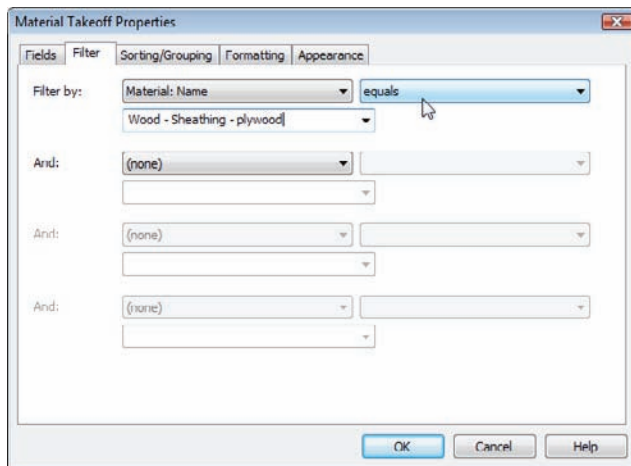 Material Takeoff Properties
Fields Filter Sorting/Grouping Formatting Appearance
Filter by: Material: Name equals
Wood - Sheathing - plywood
And: (none)
And: (none)
And: (none)
OK Cancel Help